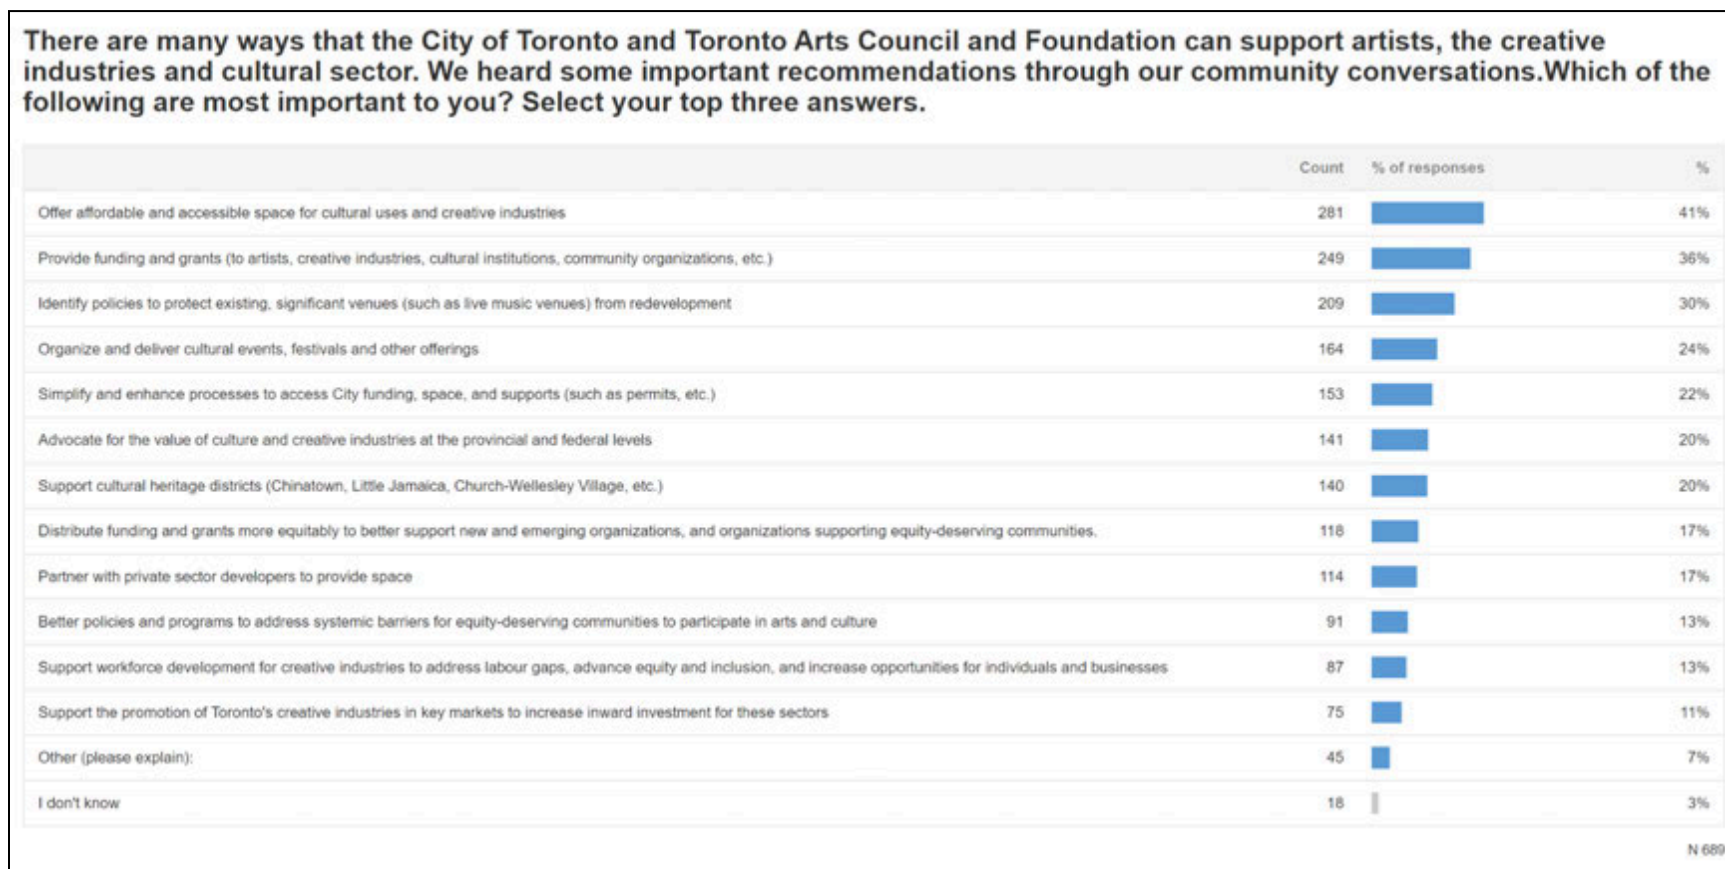 There are many ways that the City of Toronto and Toronto Arts Council and Foundation can support artists, the creative
industries and cultural sector. We heard some important recommendations through our community conversations.Which of the
following are most important to you? Select your top three answers.
Count % of responses %
Offer affordable and accessible space for cultural uses and creative industries 281 41%
Provide funding and grants (to artists, creative industries, cultural institutions, community organizations, etc.) 249 36%
Identify policies to protect existing, significant venues (such as live music venues) from redevelopment 209 30%
Organize and deliver cultural events, festivals and other offerings 164 24%
Simplify and enhance processes to access City funding, space, and supports (such as permits, etc.) 153 22%
Advocate for the value of culture and creative industries at the provincial and federal levels 141 20%
Support cultural heritage districts (Chinatown, Little Jamaica, Church-Wellesley Village, etc.) 140 20%
Distribute funding and grants more equitably to better support new and emerging organizations, and organizations supporting equity-deserving communities. 118 17%
Partner with private sector developers to provide space 114 17%
Better policies and programs to address systemic barriers for equity-deserving communities to participate in arts and culture 91 13%
Support workforce development for creative industries to address labour gaps, advance equity and inclusion, and increase opportunities for individuals and businesses 87 13%
Support the promotion of Toronto's creative industries in key markets to increase inward investment for these sectors 75 11%
Other (please explain): 45 7%
I don't know 18 3%
N 689